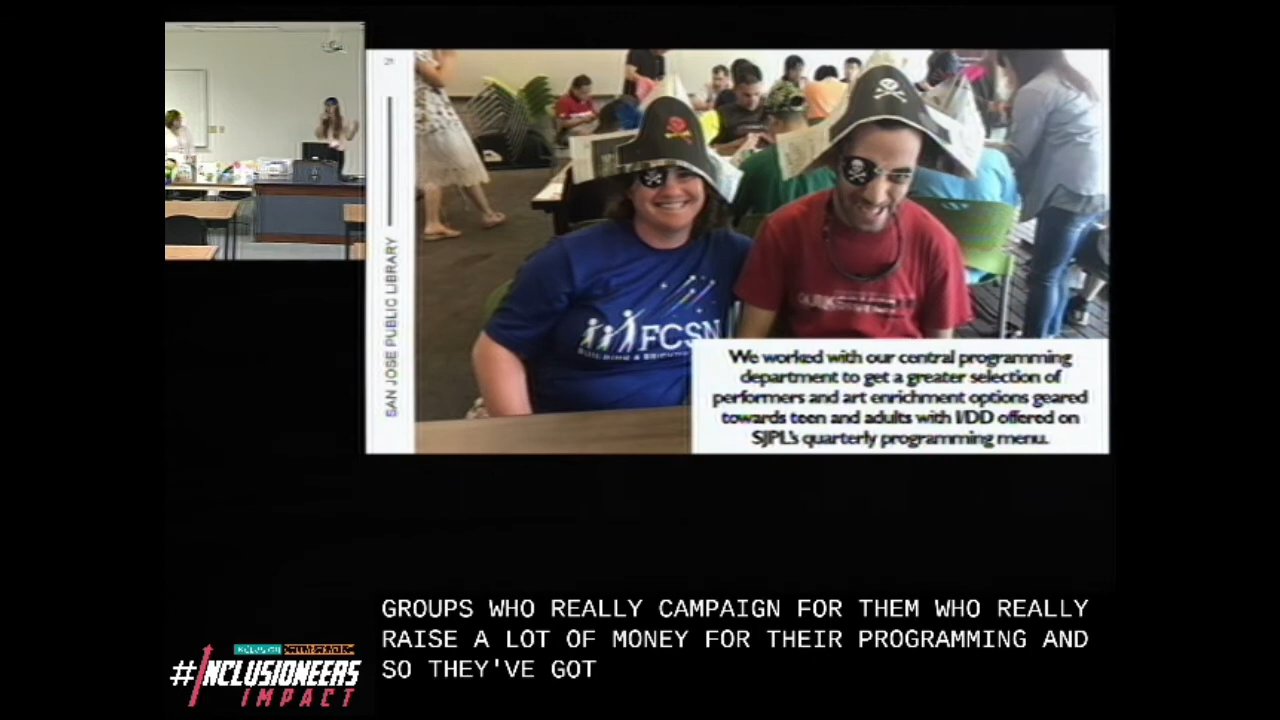 21
SAN JOSE PUBLIC LIBRARY
FCSN
We worked with our central programming
department to get a greater selection of
performers and art enrichment options geared
towards teen and adults with I/DD offered on
SJPL's quarterly programming menu.
GROUPS WHO REALLY CAMPAIGN FOR THEM WHO REALLY
RAISE A LOT OF MONEY FOR THEIR PROGRAMMING AND
SO THEY'VE GOT
#INCLUSIONEERS
IMPACT